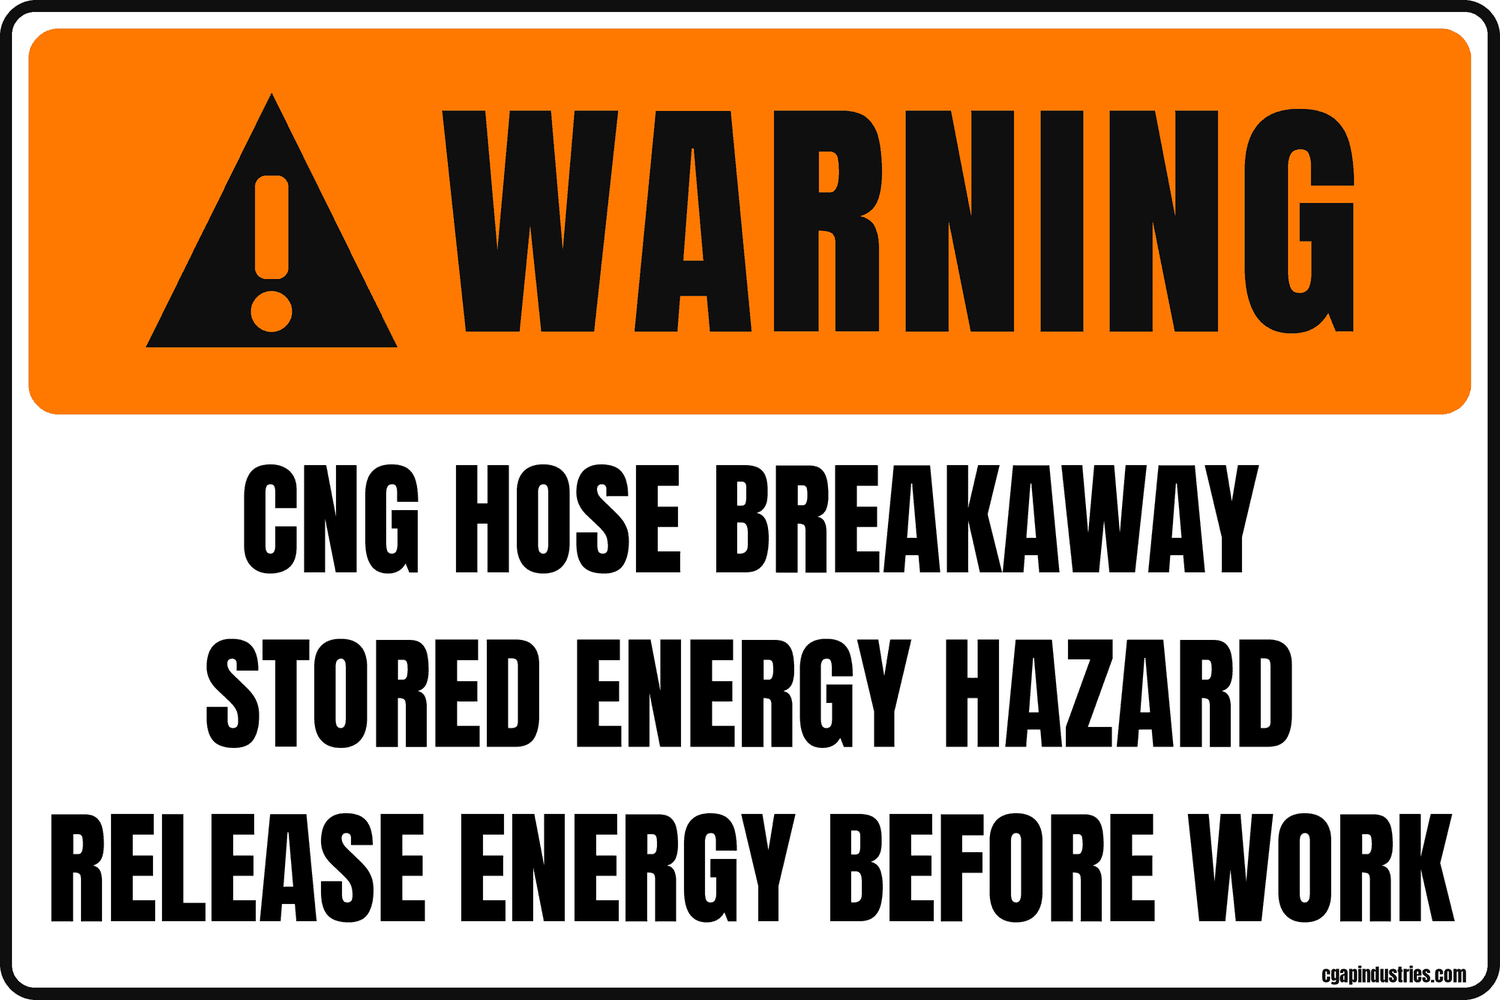 WARNING
CNG HOSE BREAKAWAY
STORED ENERGY HAZARD
RELEASE ENERGY BEFORE WORK
cgapindustries.com